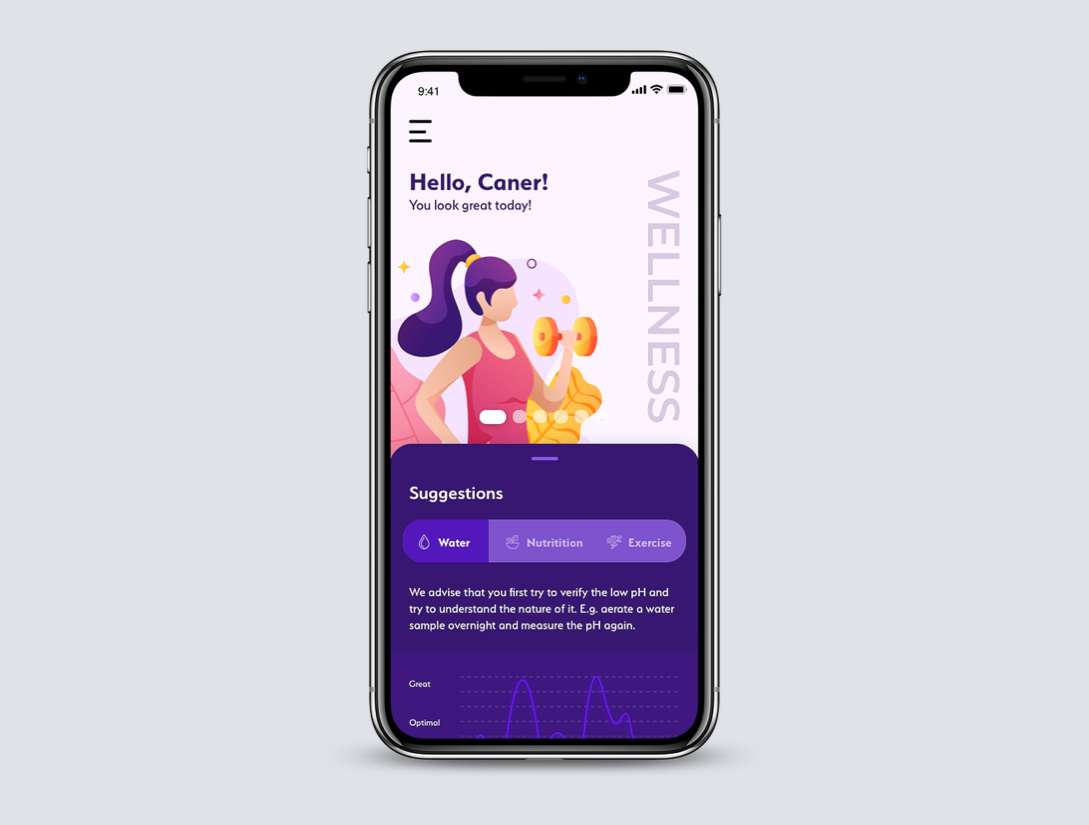 9:41
Hello, Caner!
You look great today!
WELLNESS
Suggestions
Water Nutritition Exercise
We advise that you first try to verify the low pH and
try to understand the nature of it. E.g. aerate a water
sample overnight and measure the pH again.
Great
Optimal